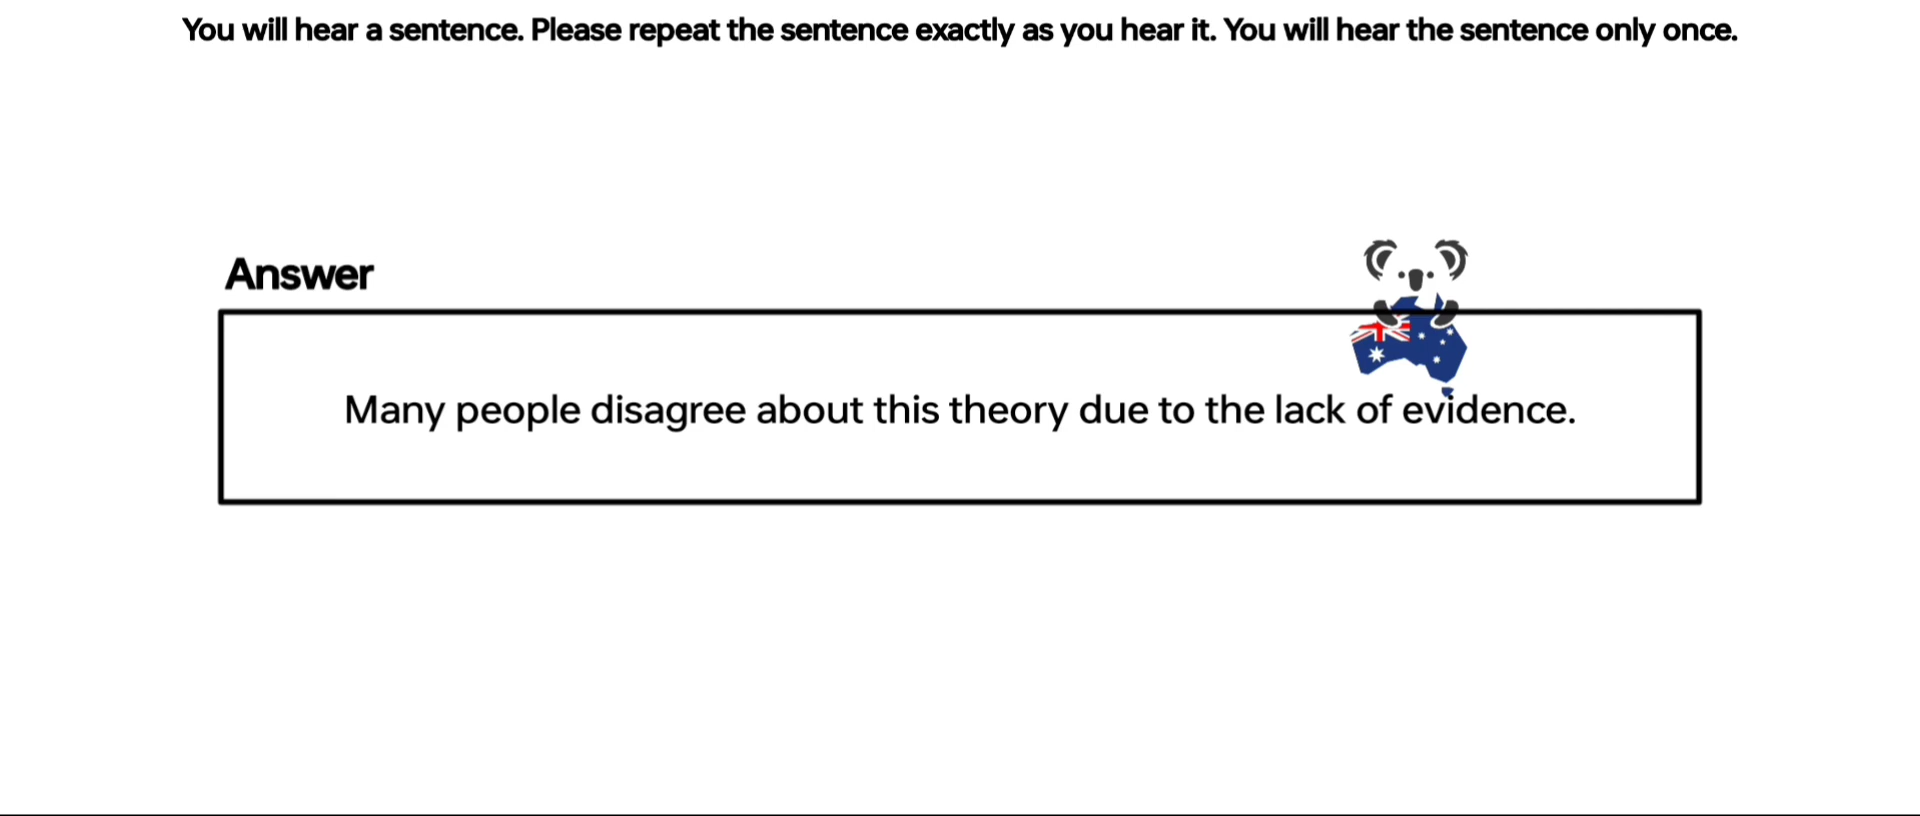 You will hear a sentence. Please repeat the sentence exactly as you hear it. You will hear the sentence only once.
Answer
Many people disagree about this theory due to the lack of evidence.